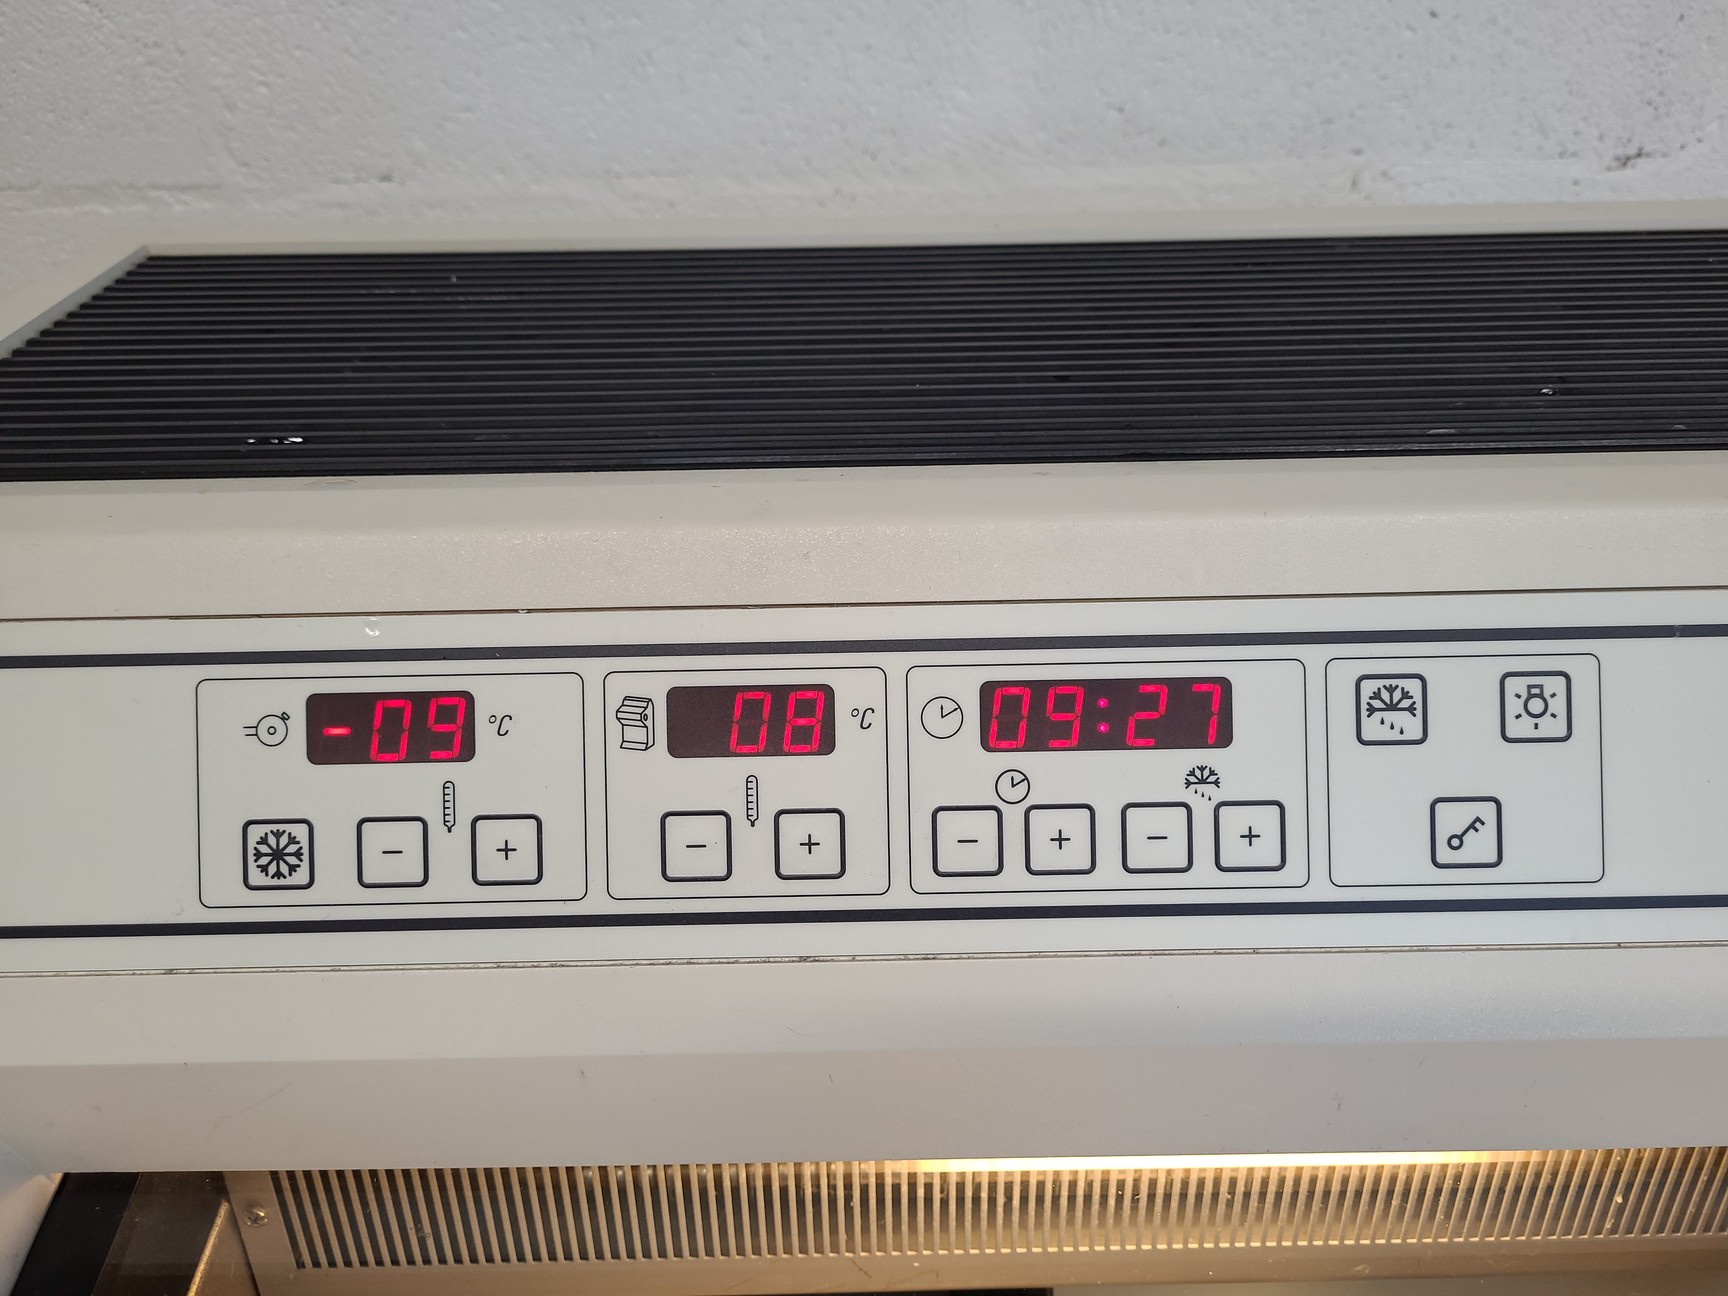 -09 °C
08 °C
09:27
- +
- +
- + - +